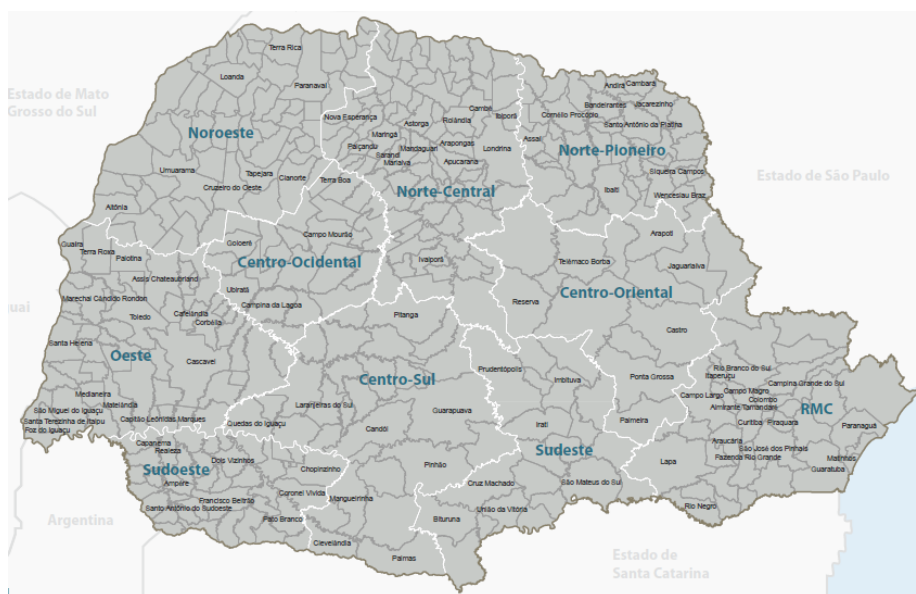 Terra Rica
Loanda
Paranavaí
Estado de Mato
Grosso do Sul
Noroeste
Umuarama
Tapejara
Cianorte
Cruzeiro do Oeste
Altônia
Nova Esperança
Astorga
Rolândia
Cambé
Ibiporã
Maringá
Paiçandu
Sarandi
Marialva
Mandaguari
Arapongas
Apucarana
Londrina
Norte-Central
Ivaiporã
Andirá
Cambará
Bandeirantes
Jacarezinho
Cornélio Procópio
Santo Antônio da Platina
Assaí
Norte-Pioneiro
Siqueira Campos
Ibaiti
Wenceslau Braz
Estado de São Paulo
Terra Boa
Goioerê
Campo Mourão
Centro-Ocidental
Ubiratã
Campina da Lagoa
Arapoti
Telêmaco Borba
Jaguariaíva
Centro-Oriental
Reserva
Castro
Ponta Grossa
Palmeira
Guaíra
Terra Roxa
Palotina
Assis Chateaubriand
Marechal Cândido Rondon
Toledo
Cafelândia
Corbélia
Santa Helena
Oeste
Cascavel
Medianeira
Matelândia
São Miguel do Iguaçu
Santa Terezinha de Itaipu
Foz do Iguaçu
Capitão Leônidas Marques
uai
Pitanga
Centro-Sul
Laranjeiras do Sul
Guarapuava
Quedas do Iguaçu
Candói
Pinhão
Mangueirinha
Palmas
Prudentópolis
Imbituva
Irati
Sudeste
Cruz Machado
São Mateus do Sul
União da Vitória
Bituruna
Rio Branco do Sul
Itaperuçu
Campo Magro
Campina Grande do Sul
Campo Largo
Colombo
Almirante Tamandaré
RMC
Curitiba
Piraquara
Paranaguá
Araucária
São José dos Pinhais
Fazenda Rio Grande
Lapa
Matinhos
Guaratuba
Rio Negro
Capanema
Realeza
Dois Vizinhos
Sudoeste
Ampére
Chopinzinho
Francisco Beltrão
Coronel Vivida
Santo Antônio do Sudoeste
Pato Branco
Clevelândia
Argentina
Estado de
Santa Catarina